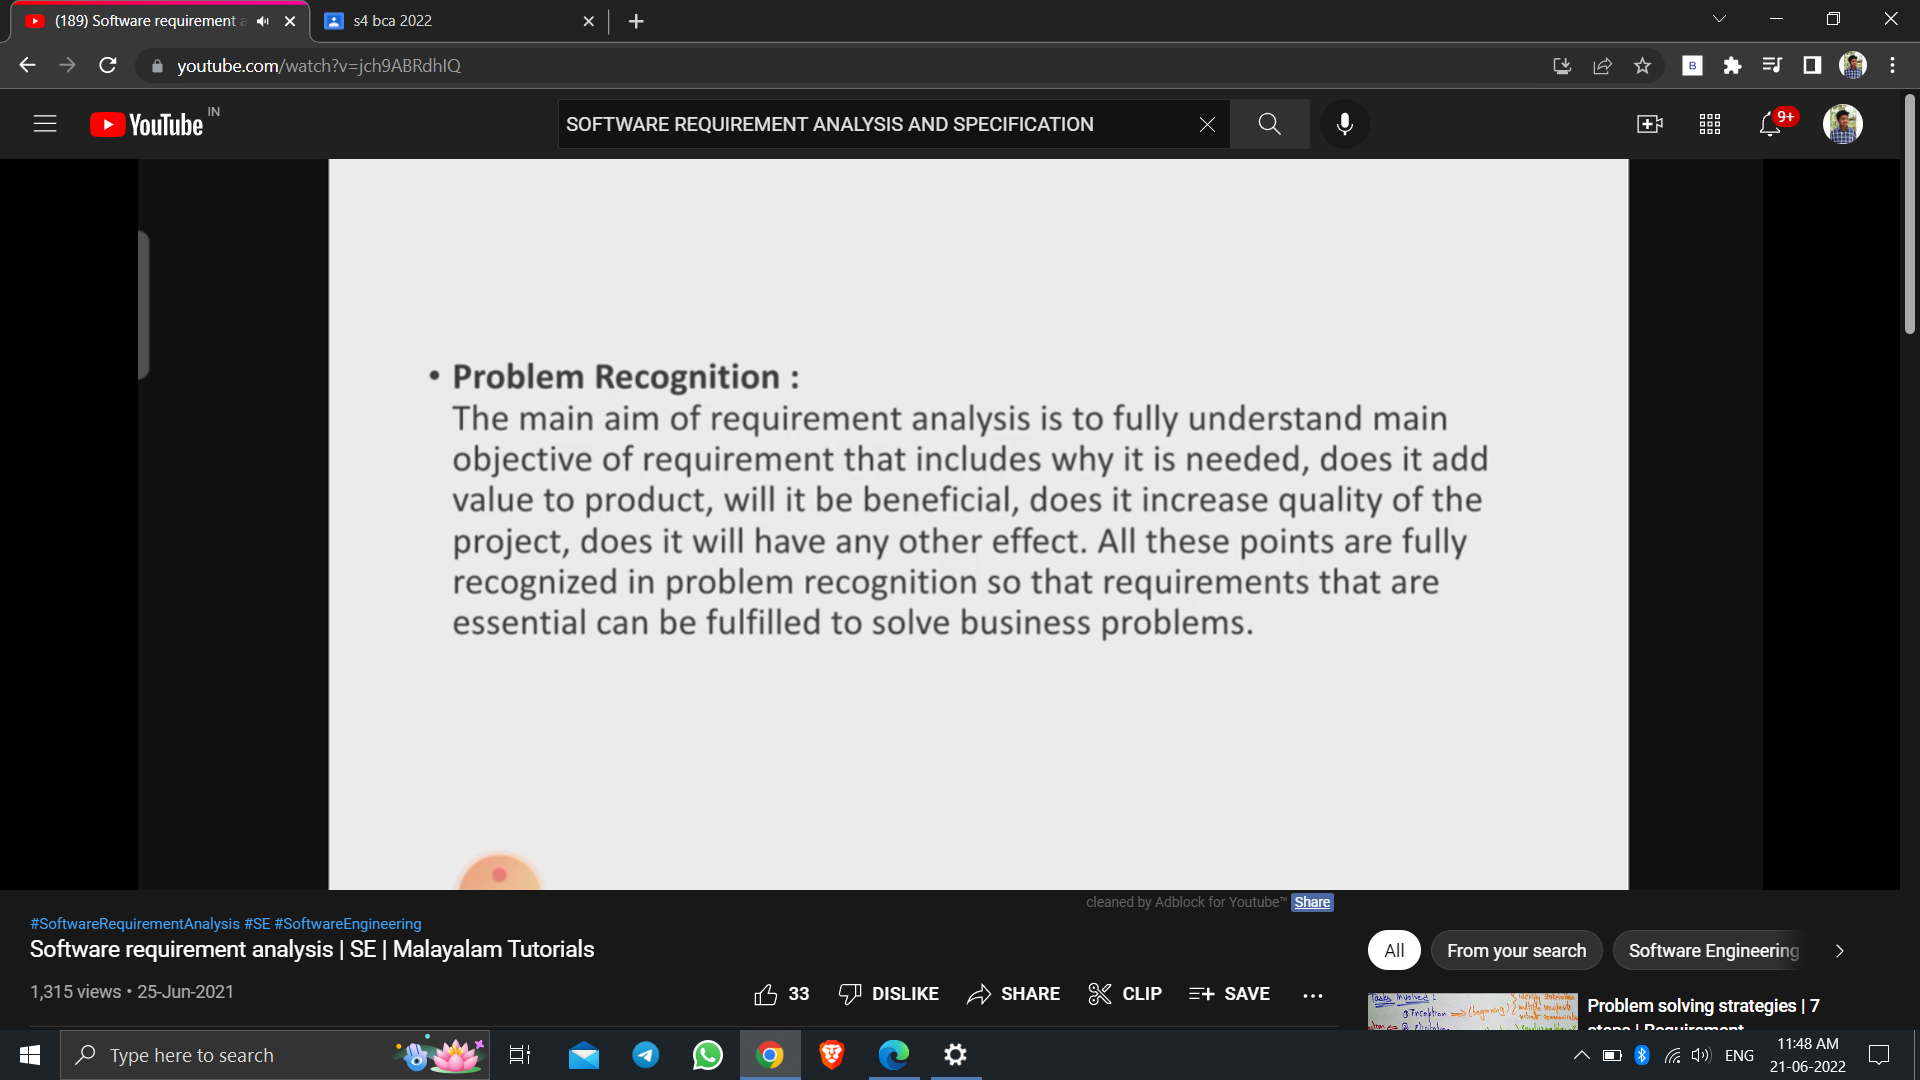 (189) Software requirement a
s4 bca 2022
youtube.com/watch?v=jch9ABRdhIQ
B
YouTube IN
SOFTWARE REQUIREMENT ANALYSIS AND SPECIFICATION
9+
• Problem Recognition :
The main aim of requirement analysis is to fully understand main
objective of requirement that includes why it is needed, does it add
value to product, will it be beneficial, does it increase quality of the
project, does it will have any other effect. All these points are fully
recognized in problem recognition so that requirements that are
essential can be fulfilled to solve business problems.
cleaned by Adblock for Youtube™ Share
#SoftwareRequirementAnalysis #SE #SoftwareEngineering
Software requirement analysis | SE | Malayalam Tutorials
1,315 views • 25-Jun-2021
33 DISLIKE SHARE CLIP SAVE
All From your search Software Engineering
Tasks Involved :
Problem solving strategies | 7
steps | Requirement
Type here to search
ENG
11:48 AM
21-06-2022